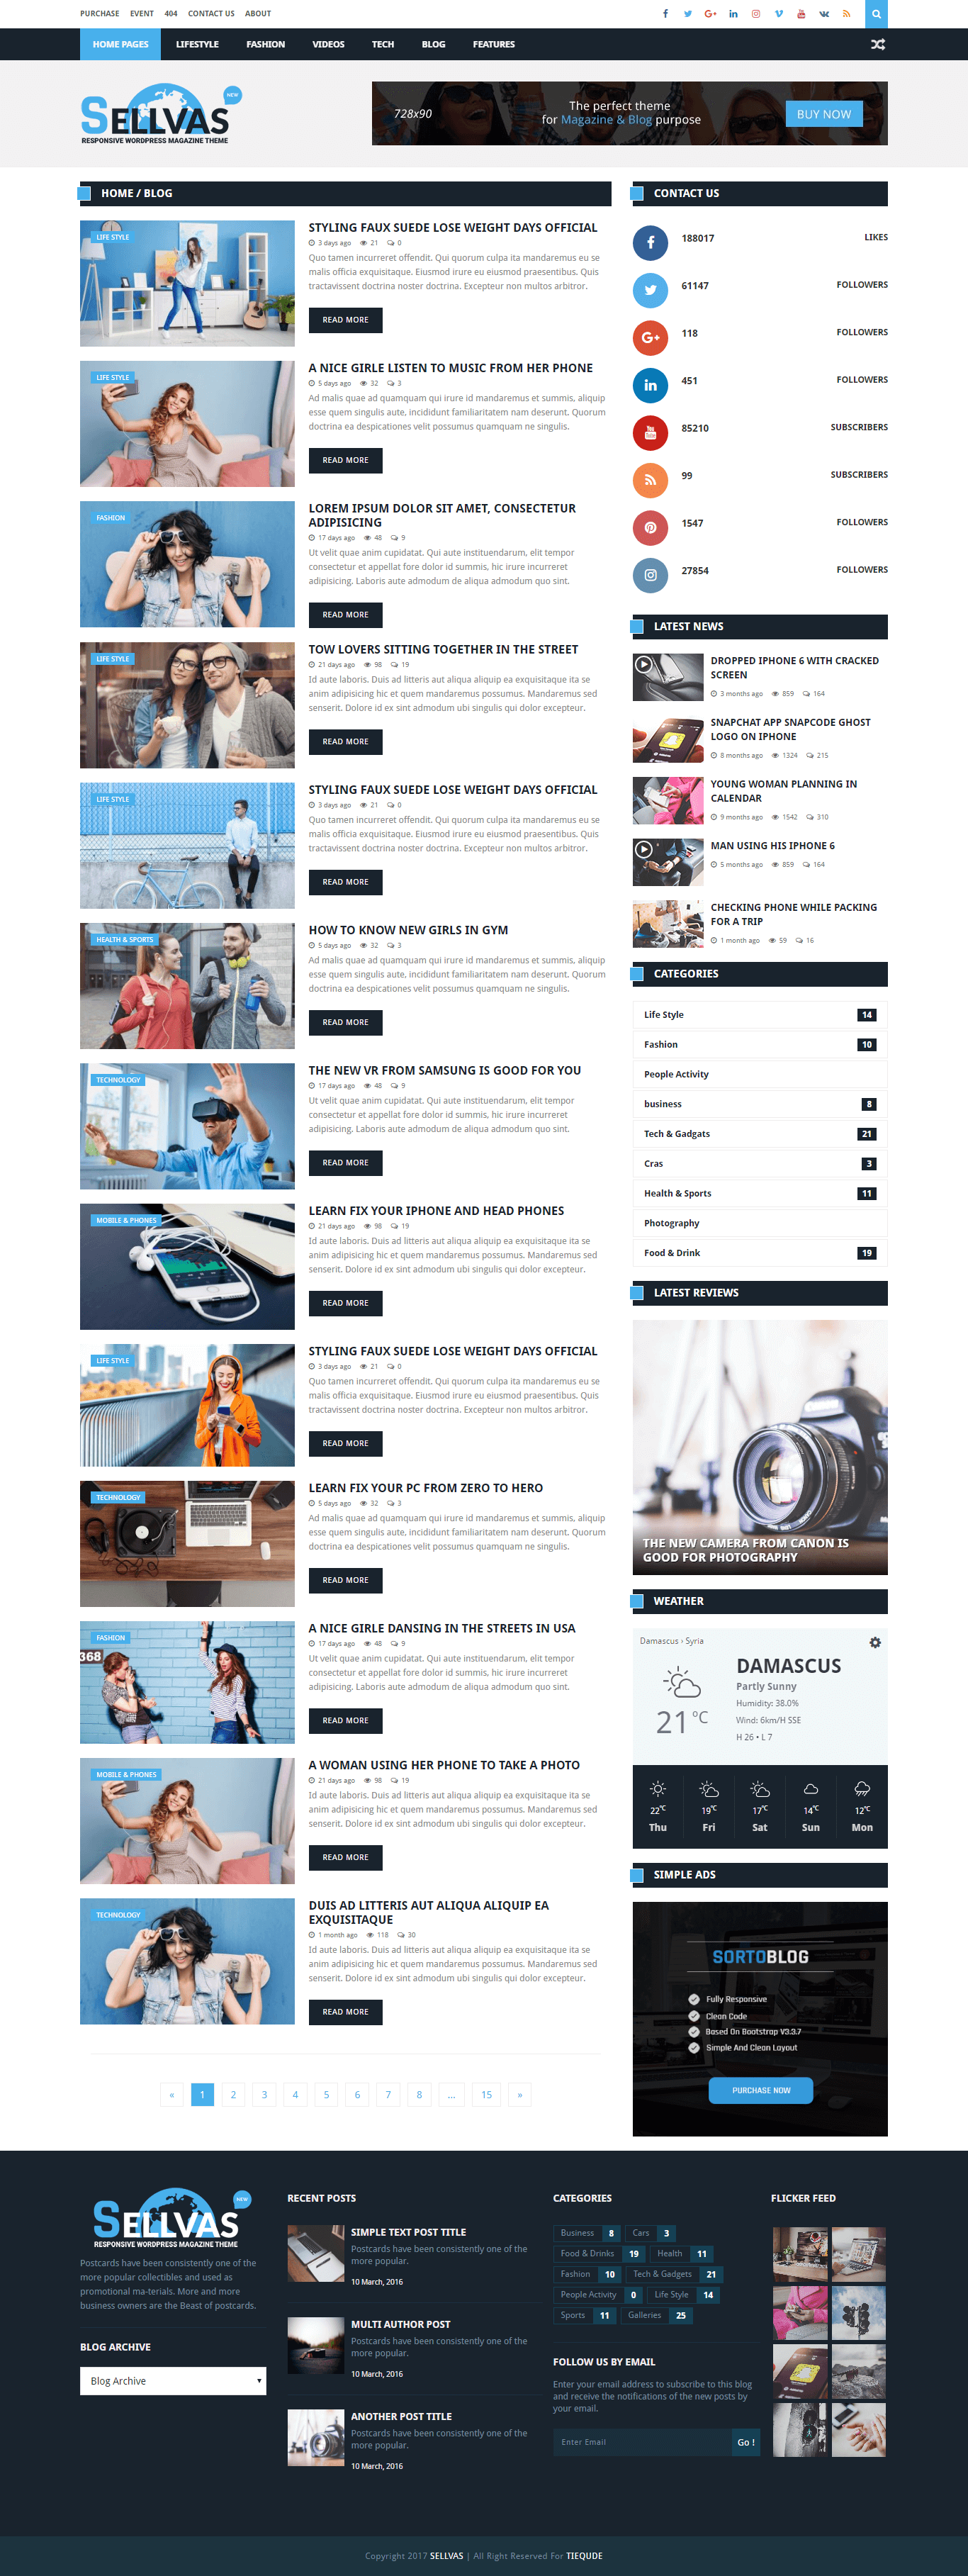 PURCHASE EVENT 404 CONTACT US ABOUT
HOME PAGES LIFESTYLE FASHION VIDEOS TECH BLOG FEATURES
SELLVAS NEW
RESPONSIVE WORDPRESS MAGAZINE THEME
728x90
The perfect theme
for Magazine & Blog purpose
BUY NOW
HOME / BLOG
LIFE STYLE
STYLING FAUX SUEDE LOSE WEIGHT DAYS OFFICIAL
3 days ago 21 0
Quo tamen incurreret offendit. Qui quorum culpa ita mandaremus eu se
malis officia exquisitaque. Eiusmod irure eu eiusmod praesentibus. Quis
tractavissent doctrina noster doctrina. Excepteur non multos arbitror.
READ MORE
LIFE STYLE
A NICE GIRLE LISTEN TO MUSIC FROM HER PHONE
5 days ago 32 3
Ad malis quae ad quamquam qui irure id mandaremus et summis, aliquip
esse quem singulis aute, incididunt familiaritatem nam deserunt. Quorum
doctrina ea despicationes velit possumus quamquam ne singulis.
READ MORE
FASHION
LOREM IPSUM DOLOR SIT AMET, CONSECTETUR
ADIPISICING
17 days ago 48 9
Ut velit quae anim cupidatat. Qui aute instituendarum, elit tempor
consectetur et appellat fore dolor id summis, hic irure incurreret
adipisicing. Laboris aute admodum de aliqua admodum quo sint.
READ MORE
LIFE STYLE
TOW LOVERS SITTING TOGETHER IN THE STREET
21 days ago 98 19
Id aute laboris. Duis ad litteris aut aliqua aliquip ea exquisitaque ita se
anim adipisicing hic et quem mandaremus possumus. Mandaremus sed
senserit. Dolore id ex sint admodum ubi singulis qui dolor excepteur.
READ MORE
LIFE STYLE
STYLING FAUX SUEDE LOSE WEIGHT DAYS OFFICIAL
3 days ago 21 0
Quo tamen incurreret offendit. Qui quorum culpa ita mandaremus eu se
malis officia exquisitaque. Eiusmod irure eu eiusmod praesentibus. Quis
tractavissent doctrina noster doctrina. Excepteur non multos arbitror.
READ MORE
HEALTH & SPORTS
HOW TO KNOW NEW GIRLS IN GYM
5 days ago 32 3
Ad malis quae ad quamquam qui irure id mandaremus et summis, aliquip
esse quem singulis aute, incididunt familiaritatem nam deserunt. Quorum
doctrina ea despicationes velit possumus quamquam ne singulis.
READ MORE
TECHNOLOGY
THE NEW VR FROM SAMSUNG IS GOOD FOR YOU
17 days ago 48 9
Ut velit quae anim cupidatat. Qui aute instituendarum, elit tempor
consectetur et appellat fore dolor id summis, hic irure incurreret
adipisicing. Laboris aute admodum de aliqua admodum quo sint.
READ MORE
MOBILE & PHONES
LEARN FIX YOUR IPHONE AND HEAD PHONES
21 days ago 98 19
Id aute laboris. Duis ad litteris aut aliqua aliquip ea exquisitaque ita se
anim adipisicing hic et quem mandaremus possumus. Mandaremus sed
senserit. Dolore id ex sint admodum ubi singulis qui dolor excepteur.
READ MORE
LIFE STYLE
STYLING FAUX SUEDE LOSE WEIGHT DAYS OFFICIAL
3 days ago 21 0
Quo tamen incurreret offendit. Qui quorum culpa ita mandaremus eu se
malis officia exquisitaque. Eiusmod irure eu eiusmod praesentibus. Quis
tractavissent doctrina noster doctrina. Excepteur non multos arbitror.
READ MORE
TECHNOLOGY
LEARN FIX YOUR PC FROM ZERO TO HERO
5 days ago 32 3
Ad malis quae ad quamquam qui irure id mandaremus et summis, aliquip
esse quem singulis aute, incididunt familiaritatem nam deserunt. Quorum
doctrina ea despicationes velit possumus quamquam ne singulis.
READ MORE
FASHION
368
A NICE GIRLE DANSING IN THE STREETS IN USA
17 days ago 48 9
Ut velit quae anim cupidatat. Qui aute instituendarum, elit tempor
consectetur et appellat fore dolor id summis, hic irure incurreret
adipisicing. Laboris aute admodum de aliqua admodum quo sint.
READ MORE
MOBILE & PHONES
A WOMAN USING HER PHONE TO TAKE A PHOTO
21 days ago 98 19
Id aute laboris. Duis ad litteris aut aliqua aliquip ea exquisitaque ita se
anim adipisicing hic et quem mandaremus possumus. Mandaremus sed
senserit. Dolore id ex sint admodum ubi singulis qui dolor excepteur.
READ MORE
TECHNOLOGY
DUIS AD LITTERIS AUT ALIQUA ALIQUIP EA
EXQUISITAQUE
1 month ago 118 30
Id aute laboris. Duis ad litteris aut aliqua aliquip ea exquisitaque ita se
anim adipisicing hic et quem mandaremus possumus. Mandaremus sed
senserit. Dolore id ex sint admodum ubi singulis qui dolor excepteur.
READ MORE
« 1 2 3 4 5 6 7 8 ... 15 »
CONTACT US
188017 LIKES
61147 FOLLOWERS
118 FOLLOWERS
451 FOLLOWERS
85210 SUBSCRIBERS
99 SUBSCRIBERS
1547 FOLLOWERS
27854 FOLLOWERS
LATEST NEWS
DROPPED IPHONE 6 WITH CRACKED
SCREEN
3 months ago 859 164
SNAPCHAT APP SNAPCODE GHOST
LOGO ON IPHONE
8 months ago 1324 215
YOUNG WOMAN PLANNING IN
CALENDAR
9 months ago 1542 310
MAN USING HIS IPHONE 6
5 months ago 859 164
CHECKING PHONE WHILE PACKING
FOR A TRIP
1 month ago 59 16
CATEGORIES
Life Style 14
Fashion 10
People Activity
business 8
Tech & Gadgats 21
Cras 3
Health & Sports 11
Photography
Food & Drink 19
LATEST REVIEWS
THE NEW CAMERA FROM CANON IS
GOOD FOR PHOTOGRAPHY
WEATHER
Damascus › Syria
DAMASCUS
Partly Sunny
Humidity: 38.0%
Wind: 6km/H SSE
H 26 • L 7
21 °C
22°C 19°C 17°C 14°C 12°C
Thu Fri Sat Sun Mon
SIMPLE ADS
SORTOBLOG
Fully Responsive
Clean Code
Based On Bootstrap V3.3.7
Simple And Clean Layout
PURCHASE NOW
SELLVAS NEW
RESPONSIVE WORDPRESS MAGAZINE THEME
Postcards have been consistently one of the
more popular collectibles and used as
promotional ma-terials. More and more
business owners are the Beast of postcards.
BLOG ARCHIVE
Blog Archive
RECENT POSTS
SIMPLE TEXT POST TITLE
Postcards have been consistently one of the
more popular.
10 March, 2016
MULTI AUTHOR POST
Postcards have been consistently one of the
more popular.
10 March, 2016
ANOTHER POST TITLE
Postcards have been consistently one of the
more popular.
10 March, 2016
CATEGORIES
Business 8 Cars 3
Food & Drinks 19 Health 11
Fashion 10 Tech & Gadgets 21
People Activity 0 Life Style 14
Sports 11 Galleries 25
FOLLOW US BY EMAIL
Enter your email address to subscribe to this blog
and receive the notifications of the new posts by
your email.
Enter Email Go !
FLICKER FEED
Copyright 2017 SELLVAS | All Right Reserved For TIEQUDE